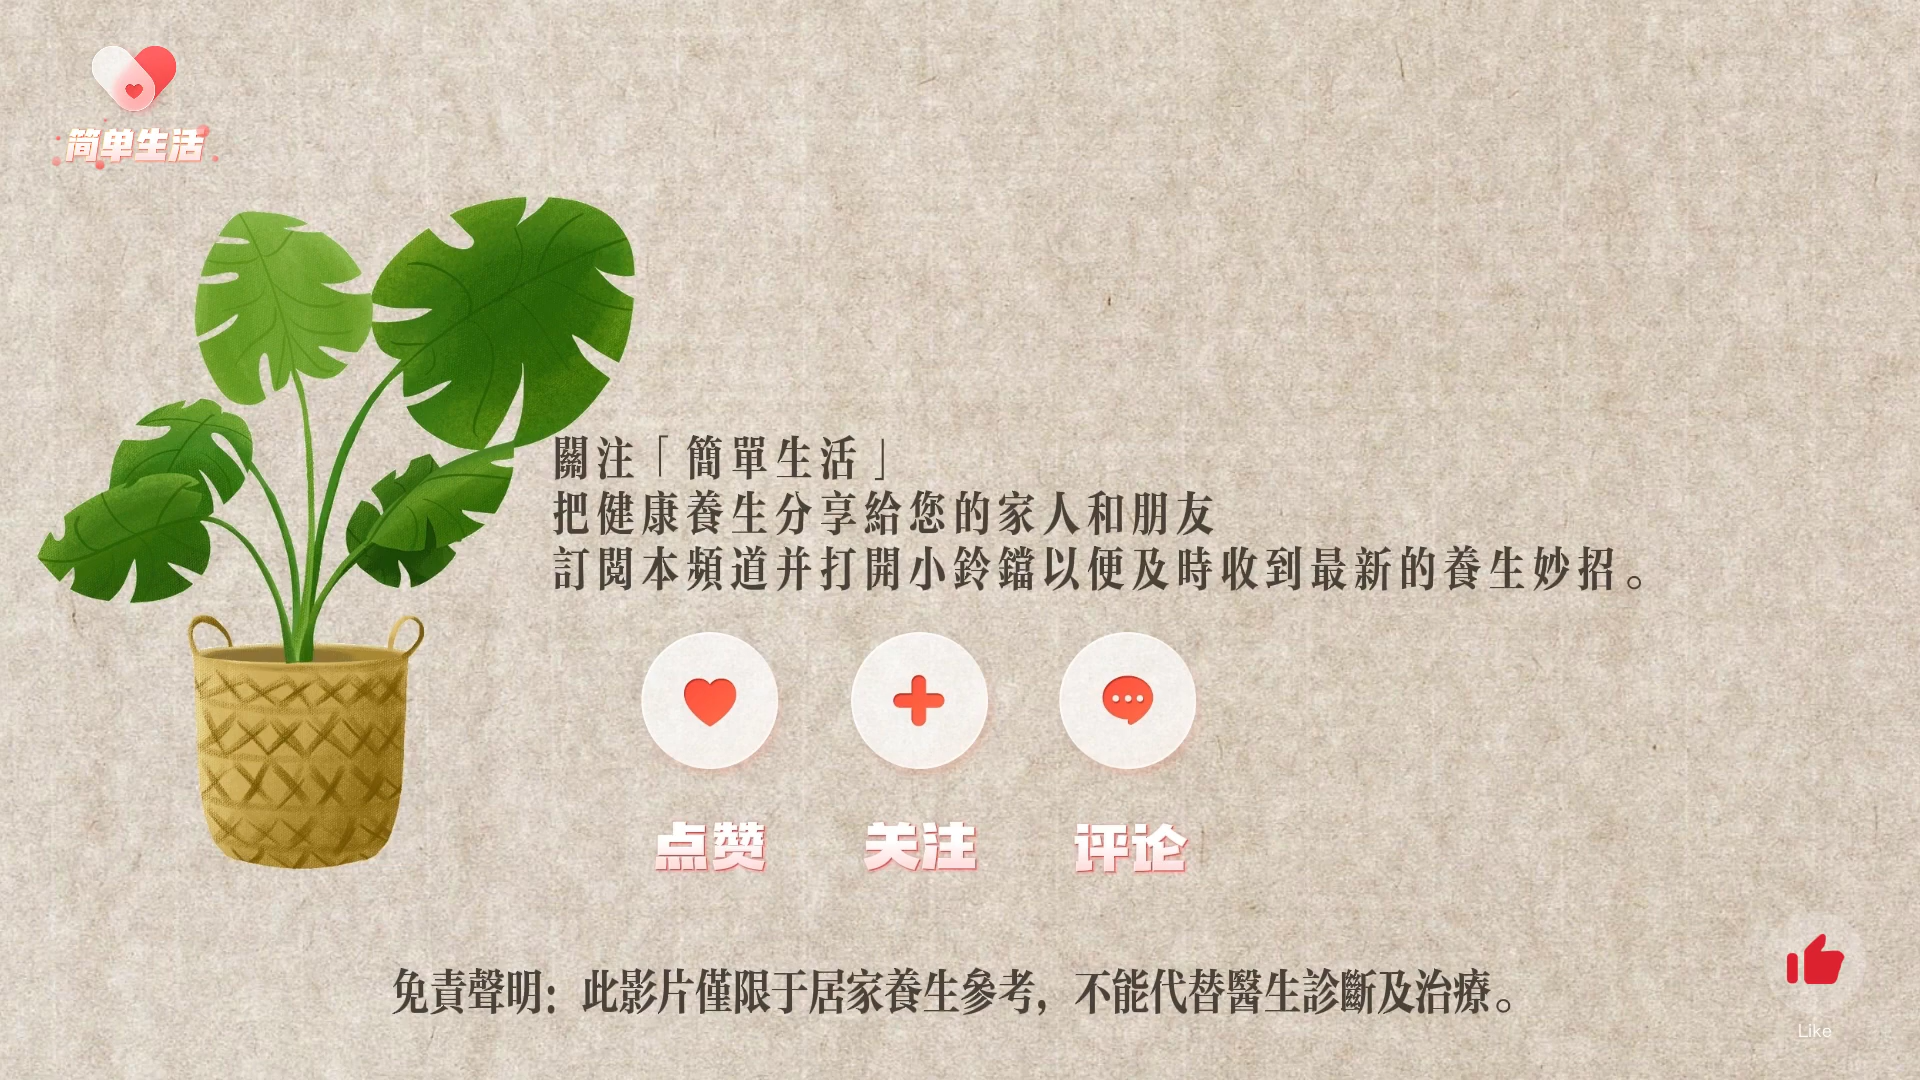 简单生活
關注「簡單生活」
把健康養生分享給您的家人和朋友
訂閱本頻道并打開小鈴鐺以便及時收到最新的養生妙招。
点赞 关注 评论
免責聲明：此影片僅限于居家養生參考，不能代替醫生診斷及治療。
Like